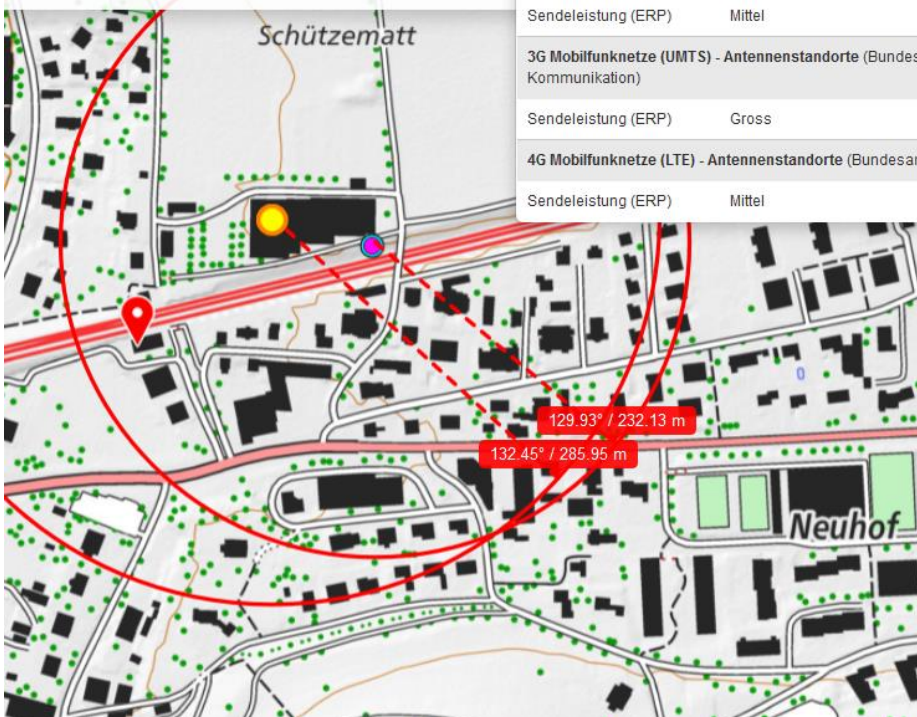 Sendeleistung (ERP) Mittel
Schützematt
3G Mobilfunknetze (UMTS) - Antennenstandorte (Bundes
Kommunikation)
Sendeleistung (ERP) Gross
4G Mobilfunknetze (LTE) - Antennenstandorte (Bundesa
Sendeleistung (ERP) Mittel
0
129.93° / 232.13 m
132.45° / 285.95 m
Neuhof